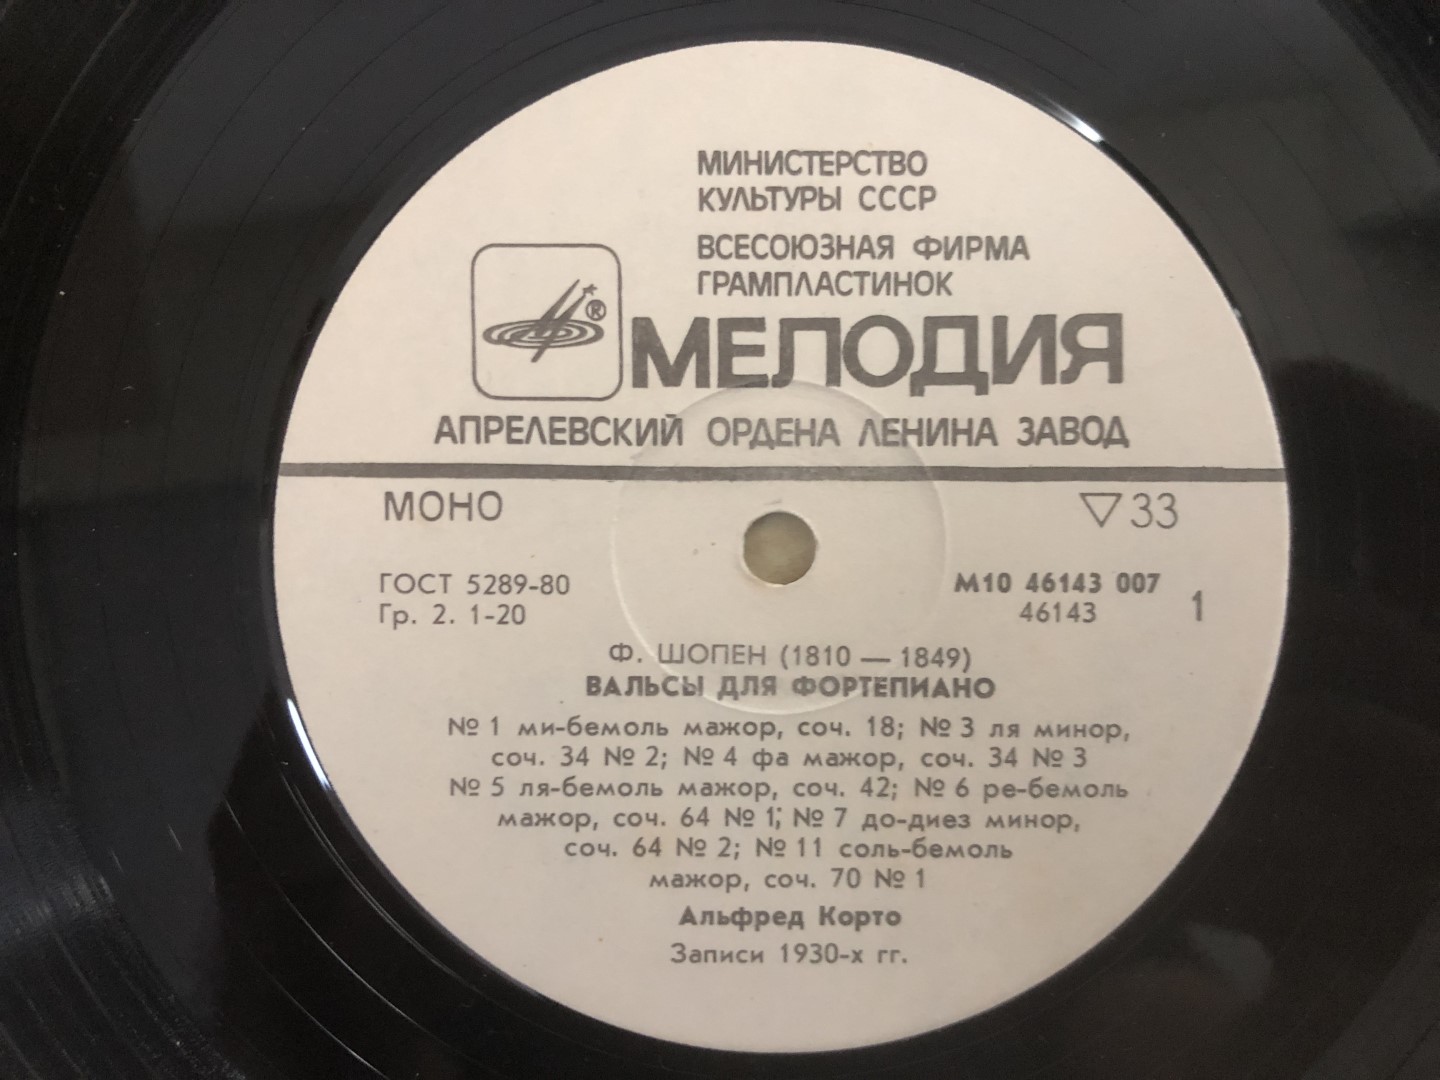 МИНИСТЕРСТВО
КУЛЬТУРЫ СССР
ВСЕСОЮЗНАЯ ФИРМА
ГРАМПЛАСТИНОК
®
МЕЛОДИЯ
АПРЕЛЕВСКИЙ ОРДЕНА ЛЕНИНА ЗАВОД
МОНО
▽33
ГОСТ 5289-80
Гр. 2. 1-20
М10 46143 007
46143
1
Ф. ШОПЕН (1810 — 1849)
ВАЛЬСЫ ДЛЯ ФОРТЕПИАНО
№ 1 ми-бемоль мажор, соч. 18; № 3 ля минор,
соч. 34 № 2; № 4 фа мажор, соч. 34 № 3
№ 5 ля-бемоль мажор, соч. 42; № 6 ре-бемоль
мажор, соч. 64 № 1; № 7 до-диез минор,
соч. 64 № 2; № 11 соль-бемоль
мажор, соч. 70 № 1
Альфред Корто
Записи 1930-х гг.